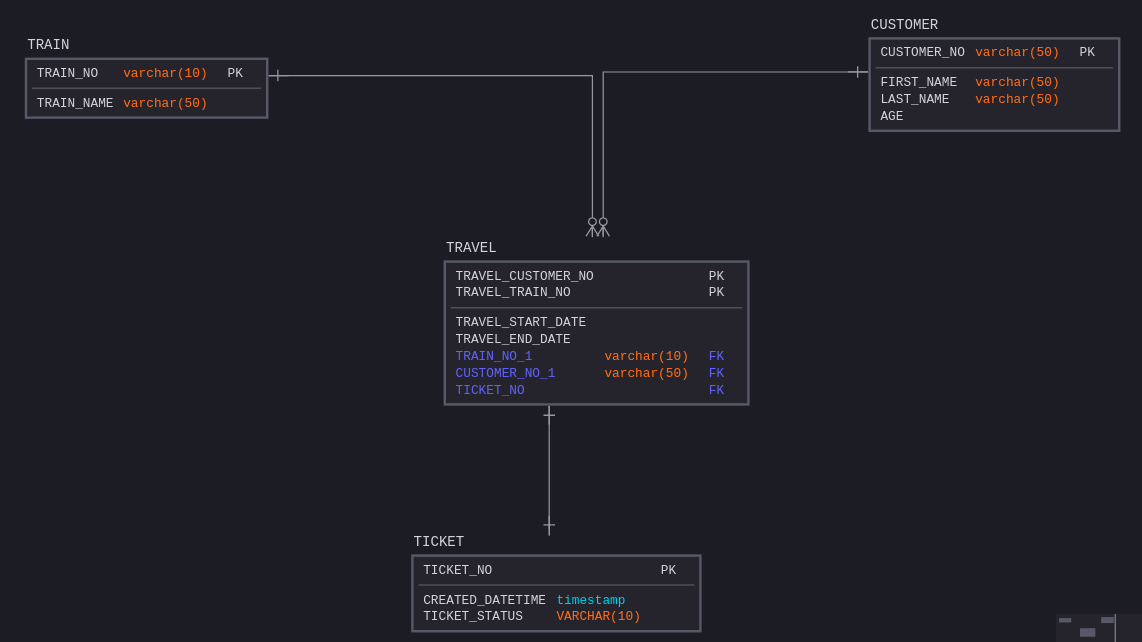 CUSTOMER
CUSTOMER_NO varchar(50) PK
FIRST_NAME varchar(50)
LAST_NAME varchar(50)
AGE
TRAIN
TRAIN_NO varchar(10) PK
TRAIN_NAME varchar(50)
TRAVEL
TRAVEL_CUSTOMER_NO PK
TRAVEL_TRAIN_NO PK
TRAVEL_START_DATE
TRAVEL_END_DATE
TRAIN_NO_1 varchar(10) FK
CUSTOMER_NO_1 varchar(50) FK
TICKET_NO FK
TICKET
TICKET_NO PK
CREATED_DATETIME timestamp
TICKET_STATUS VARCHAR(10)